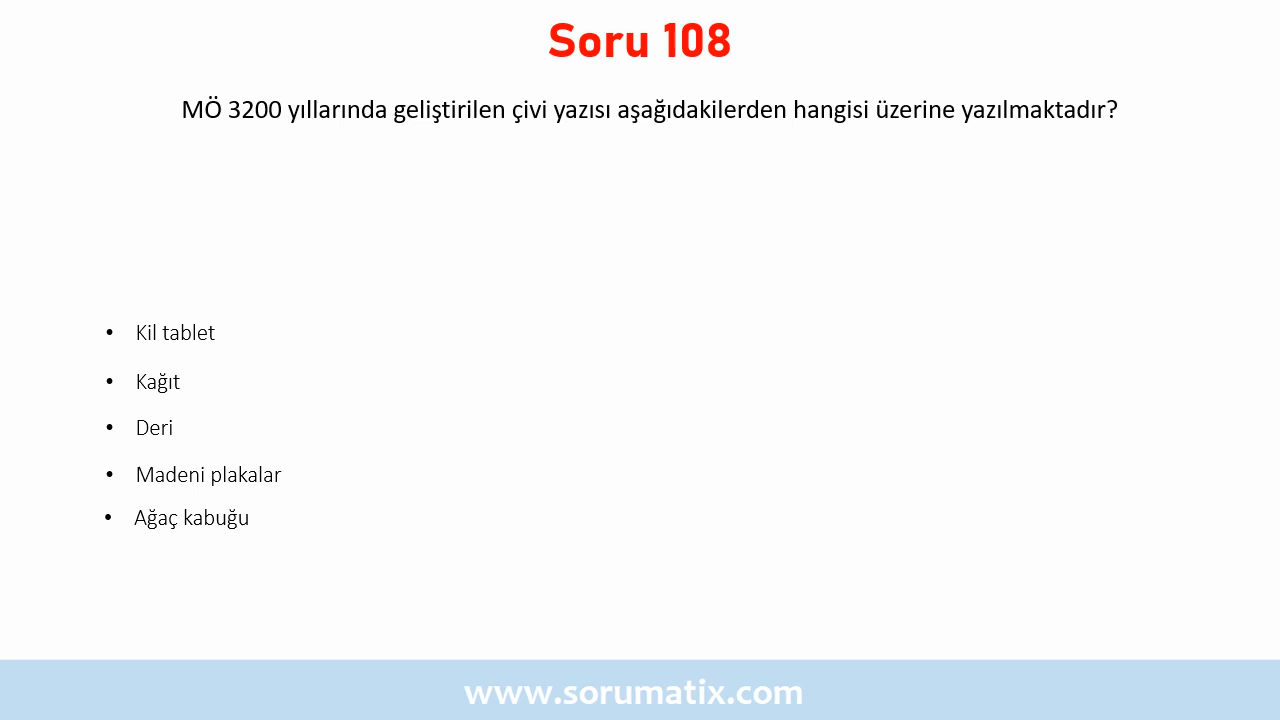 Soru 108
MÖ 3200 yıllarında geliştirilen çivi yazısı aşağıdakilerden hangisi üzerine yazılmaktadır?
• Kil tablet
• Kağıt
• Deri
• Madeni plakalar
• Ağaç kabuğu
www.sorumatix.com